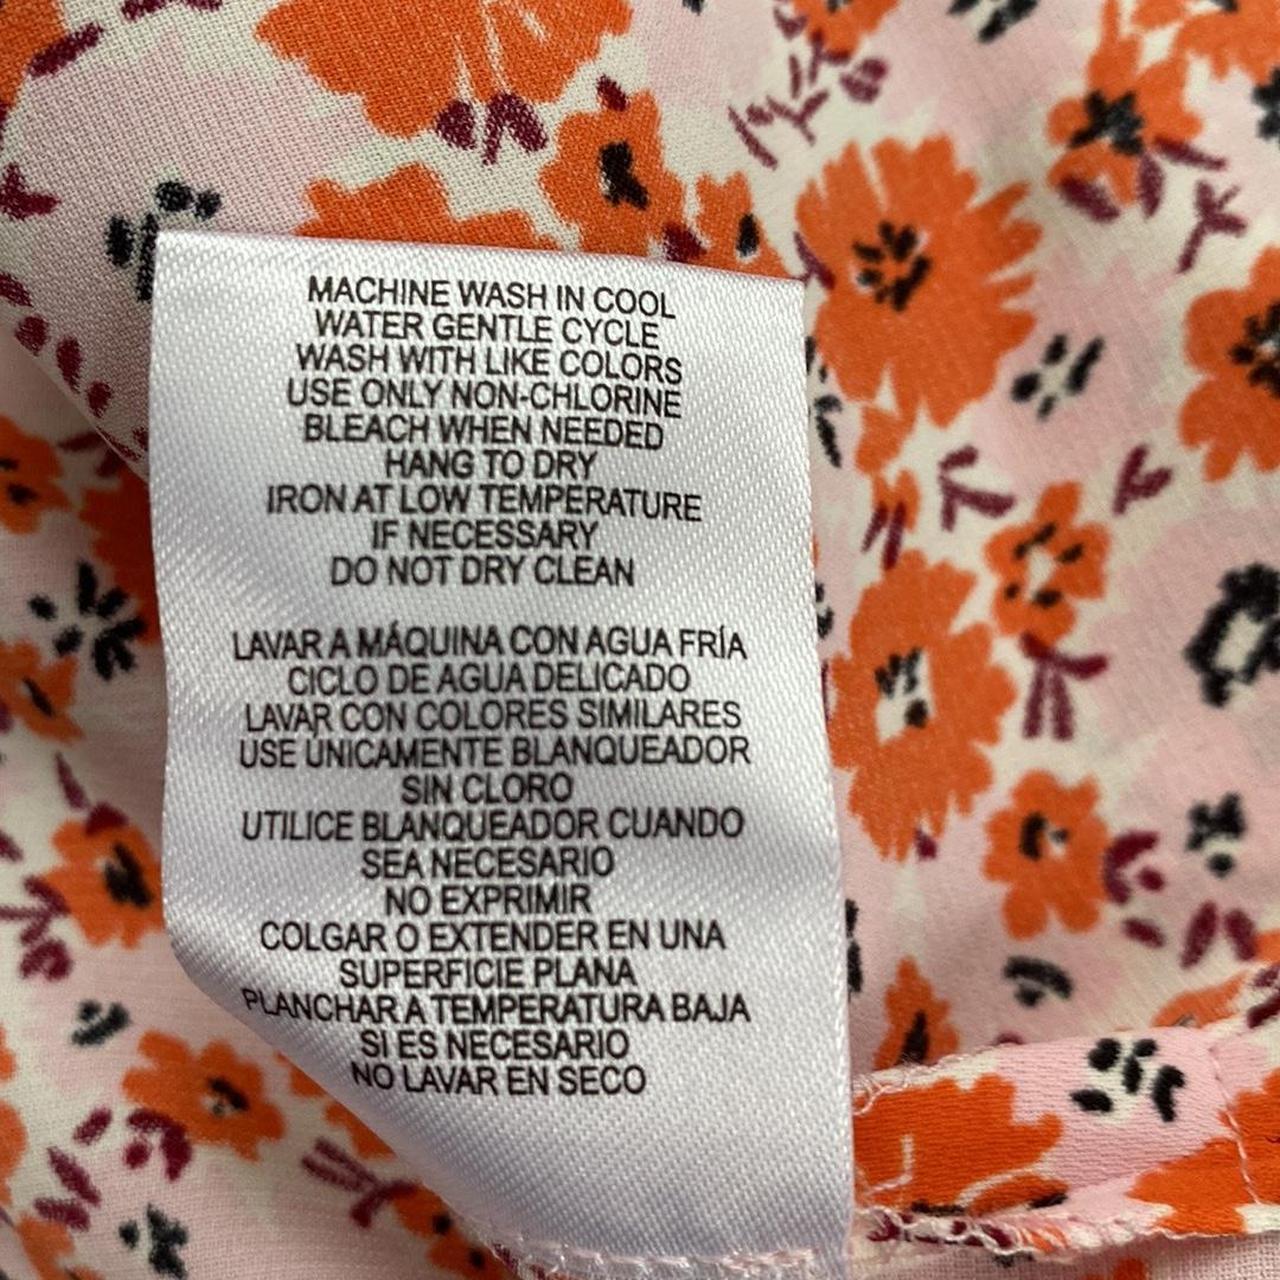 MACHINE WASH IN COOL
WATER GENTLE CYCLE
WASH WITH LIKE COLORS
USE ONLY NON-CHLORINE
BLEACH WHEN NEEDED
HANG TO DRY
IRON AT LOW TEMPERATURE
IF NECESSARY
DO NOT DRY CLEAN
LAVAR A MÁQUINA CON AGUA FRÍA
CICLO DE AGUA DELICADO
LAVAR CON COLORES SIMILARES
USE ÚNICAMENTE BLANQUEADOR
SIN CLORO
UTILICE BLANQUEADOR CUANDO
SEA NECESARIO
NO EXPRIMIR
COLGAR O EXTENDER EN UNA
SUPERFICIE PLANA
PLANCHAR A TEMPERATURA BAJA
SI ES NECESARIO
NO LAVAR EN SECO